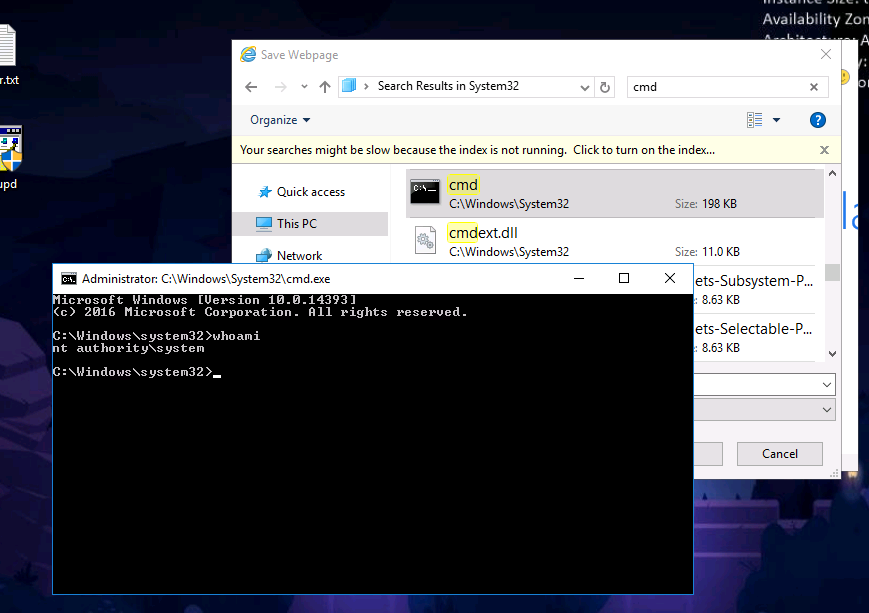 Availability Zon
r.txt
upd
Save Webpage
Search Results in System32
cmd
Organize
Your searches might be slow because the index is not running. Click to turn on the index...
Quick access
This PC
Network
cmd
C:\Windows\System32
Size: 198 KB
cmdext.dll
C:\Windows\System32
Size: 11.0 KB
ets-Subsystem-P...
8.63 KB
ets-Selectable-P...
8.63 KB
Cancel
Administrator: C:\Windows\System32\cmd.exe
Microsoft Windows [Version 10.0.14393]
(c) 2016 Microsoft Corporation. All rights reserved.
C:\Windows\system32>whoami
nt authority\system
C:\Windows\system32>